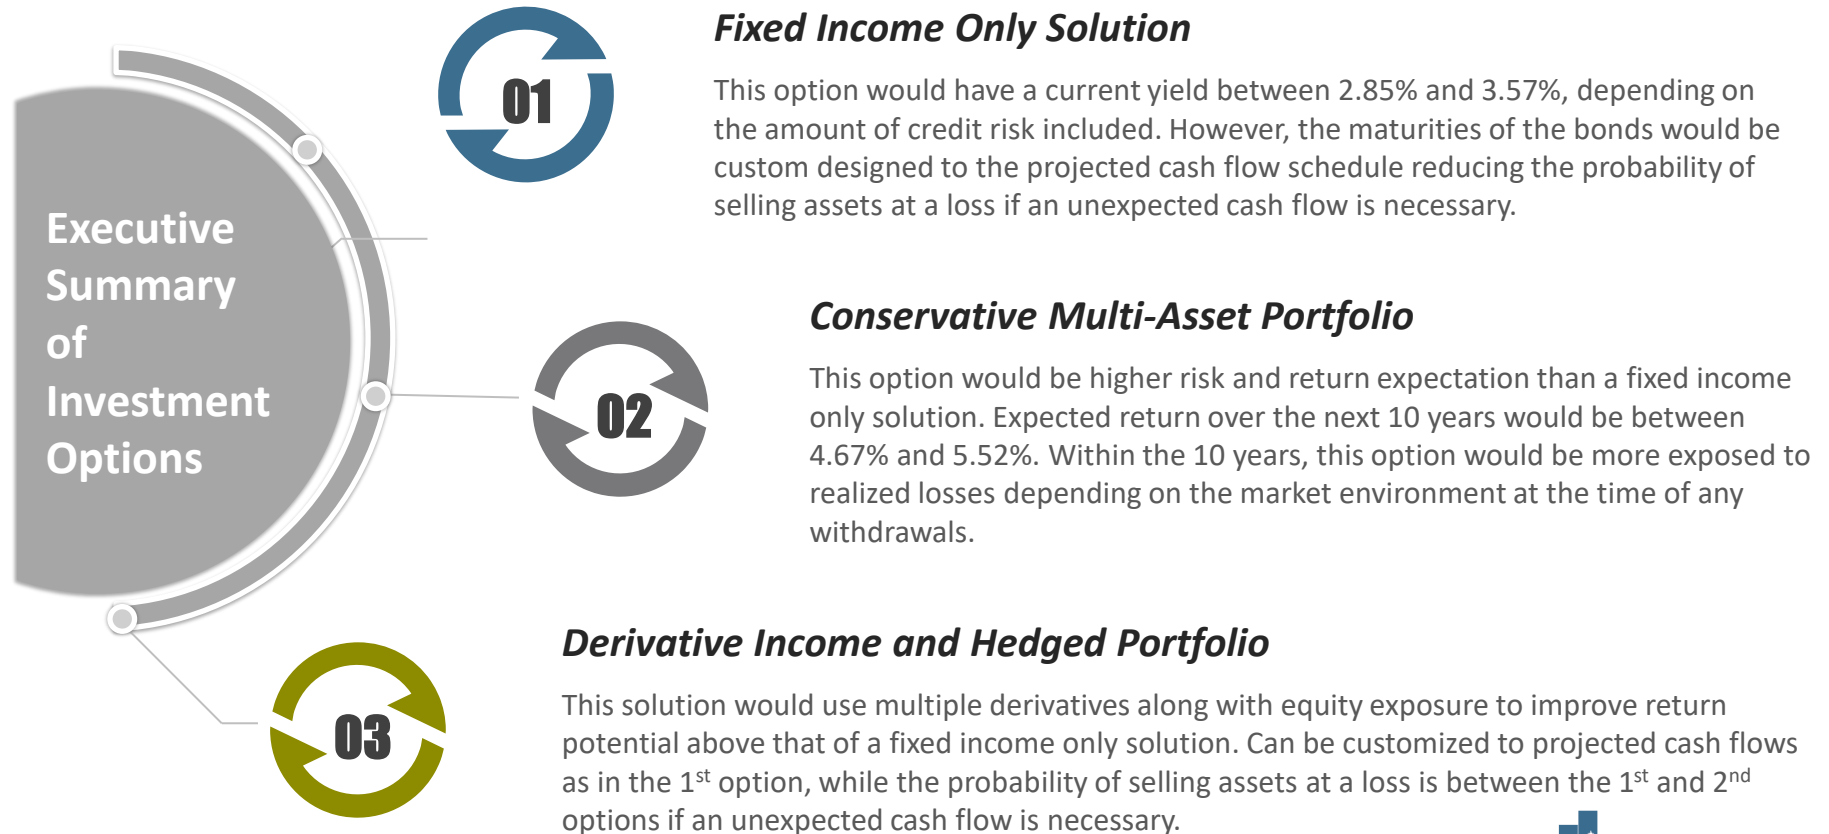 Executive
Summary
of
Investment
Options
01
Fixed Income Only Solution
This option would have a current yield between 2.85% and 3.57%, depending on
the amount of credit risk included. However, the maturities of the bonds would be
custom designed to the projected cash flow schedule reducing the probability of
selling assets at a loss if an unexpected cash flow is necessary.
02
Conservative Multi-Asset Portfolio
This option would be higher risk and return expectation than a fixed income
only solution. Expected return over the next 10 years would be between
4.67% and 5.52%. Within the 10 years, this option would be more exposed to
realized losses depending on the market environment at the time of any
withdrawals.
03
Derivative Income and Hedged Portfolio
This solution would use multiple derivatives along with equity exposure to improve return
potential above that of a fixed income only solution. Can be customized to projected cash flows
as in the 1st option, while the probability of selling assets at a loss is between the 1st and 2nd
options if an unexpected cash flow is necessary.